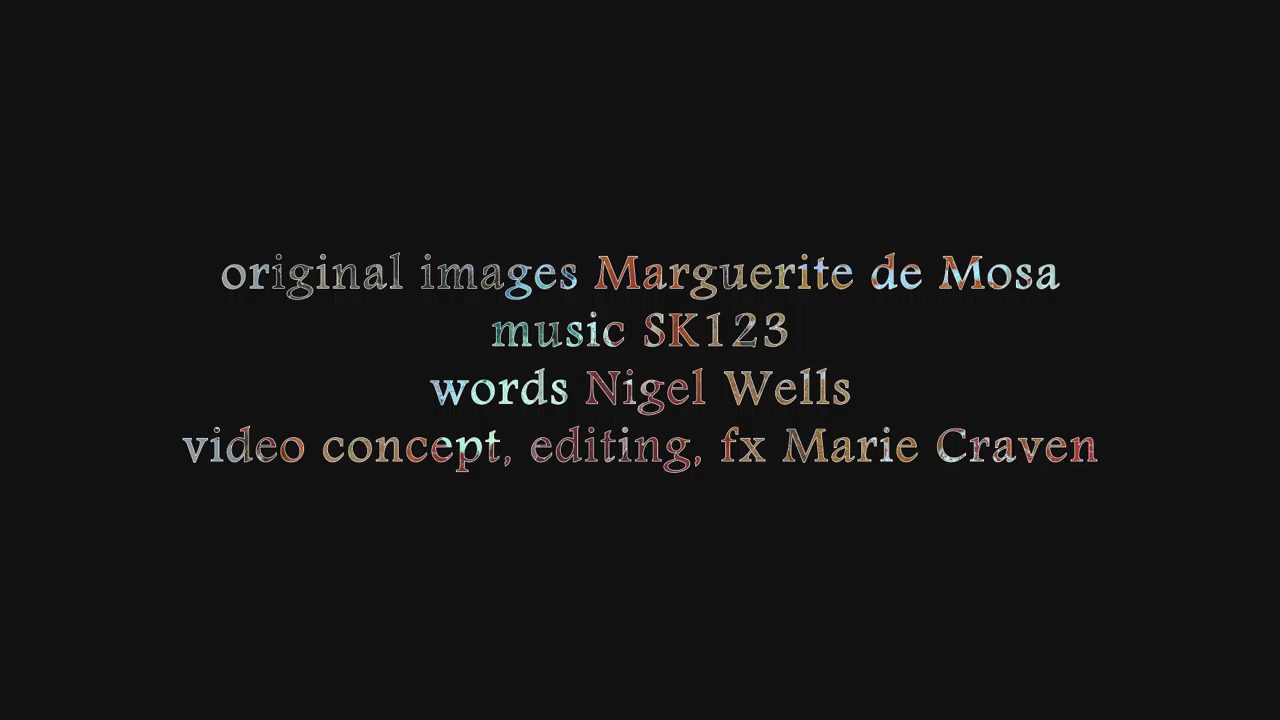 original images Marguerite de Mosa
music SK123
words Nigel Wells
video concept, editing, fx Marie Craven